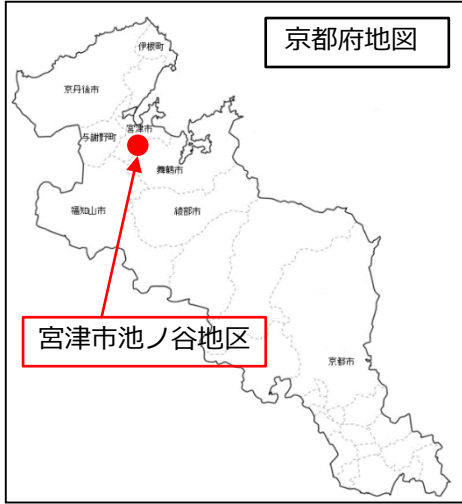 京都府地図
伊根町
京丹後市
宮津市
与謝野町
舞鶴市
福知山市
綾部市
宮津市池ノ谷地区
京都市